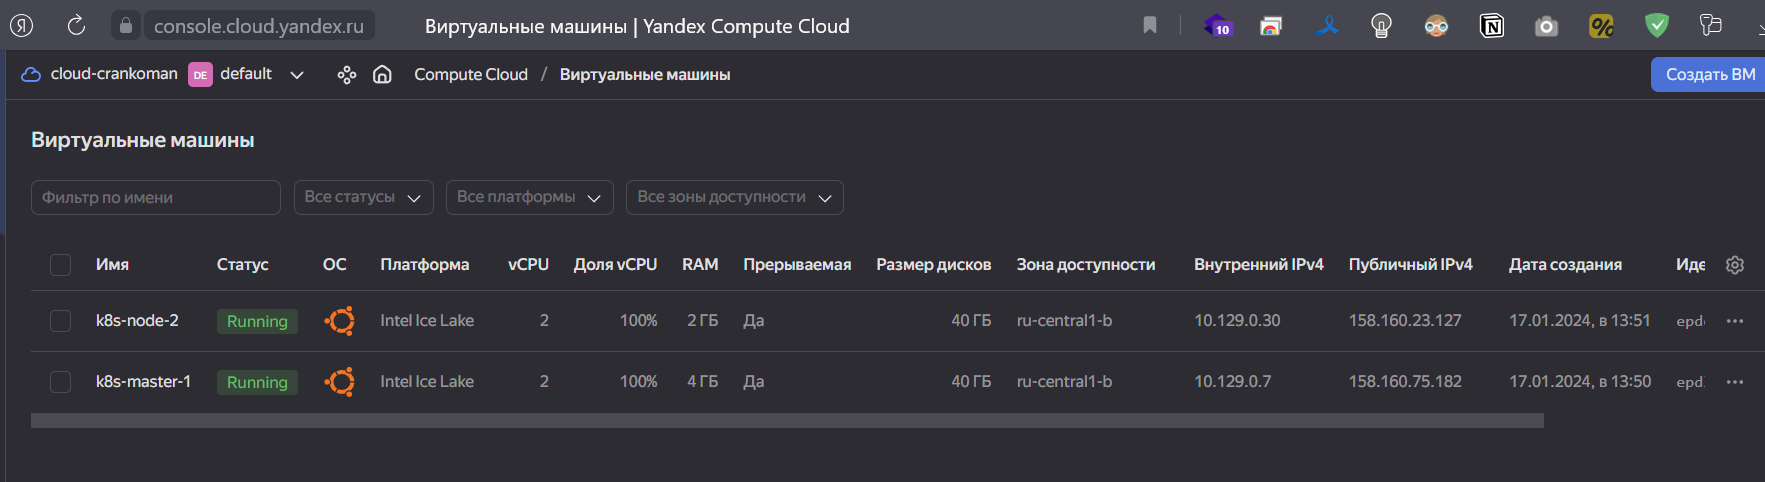 console.cloud.yandex.ru Виртуальные машины | Yandex Compute Cloud 10
cloud-crankoman DE default Compute Cloud / Виртуальные машины Создать ВМ
Виртуальные машины
Фильтр по имени Все статусы Все платформы Все зоны доступности
Имя Статус ОС Платформа vCPU Доля vCPU RAM Прерываемая Размер дисков Зона доступности Внутренний IPv4 Публичный IPv4 Дата создания Иде
k8s-node-2 Running Intel Ice Lake 2 100% 2 ГБ Да 40 ГБ ru-central1-b 10.129.0.30 158.160.23.127 17.01.2024, в 13:51 epd
k8s-master-1 Running Intel Ice Lake 2 100% 4 ГБ Да 40 ГБ ru-central1-b 10.129.0.7 158.160.75.182 17.01.2024, в 13:50 epd